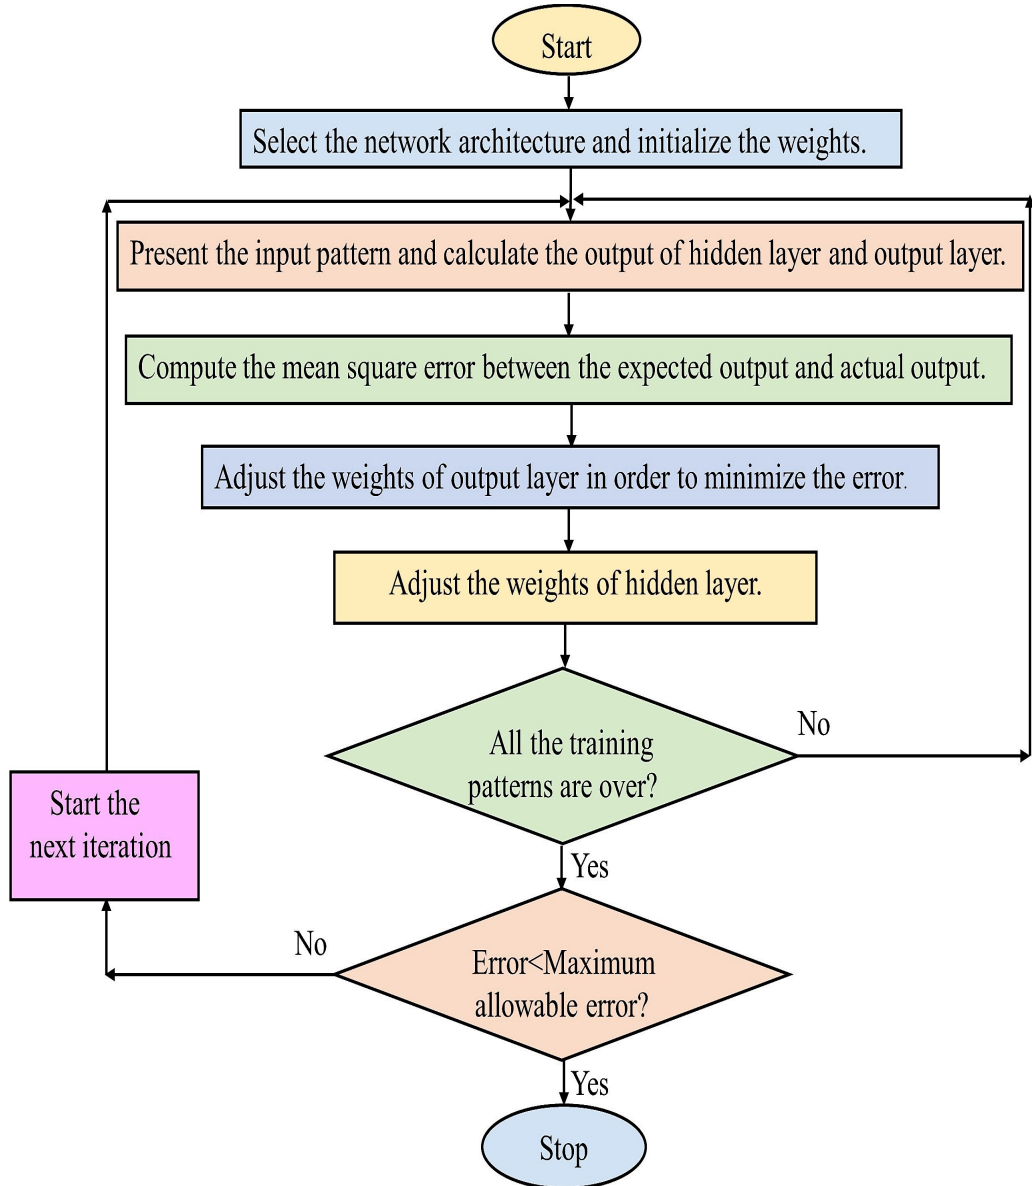 Start
Select the network architecture and initialize the weights.
Present the input pattern and calculate the output of hidden layer and output layer.
Compute the mean square error between the expected output and actual output.
Adjust the weights of output layer in order to minimize the error.
Adjust the weights of hidden layer.
All the training
patterns are over?
No
Yes
Start the
next iteration
No
Error<Maximum
allowable error?
Yes
Stop